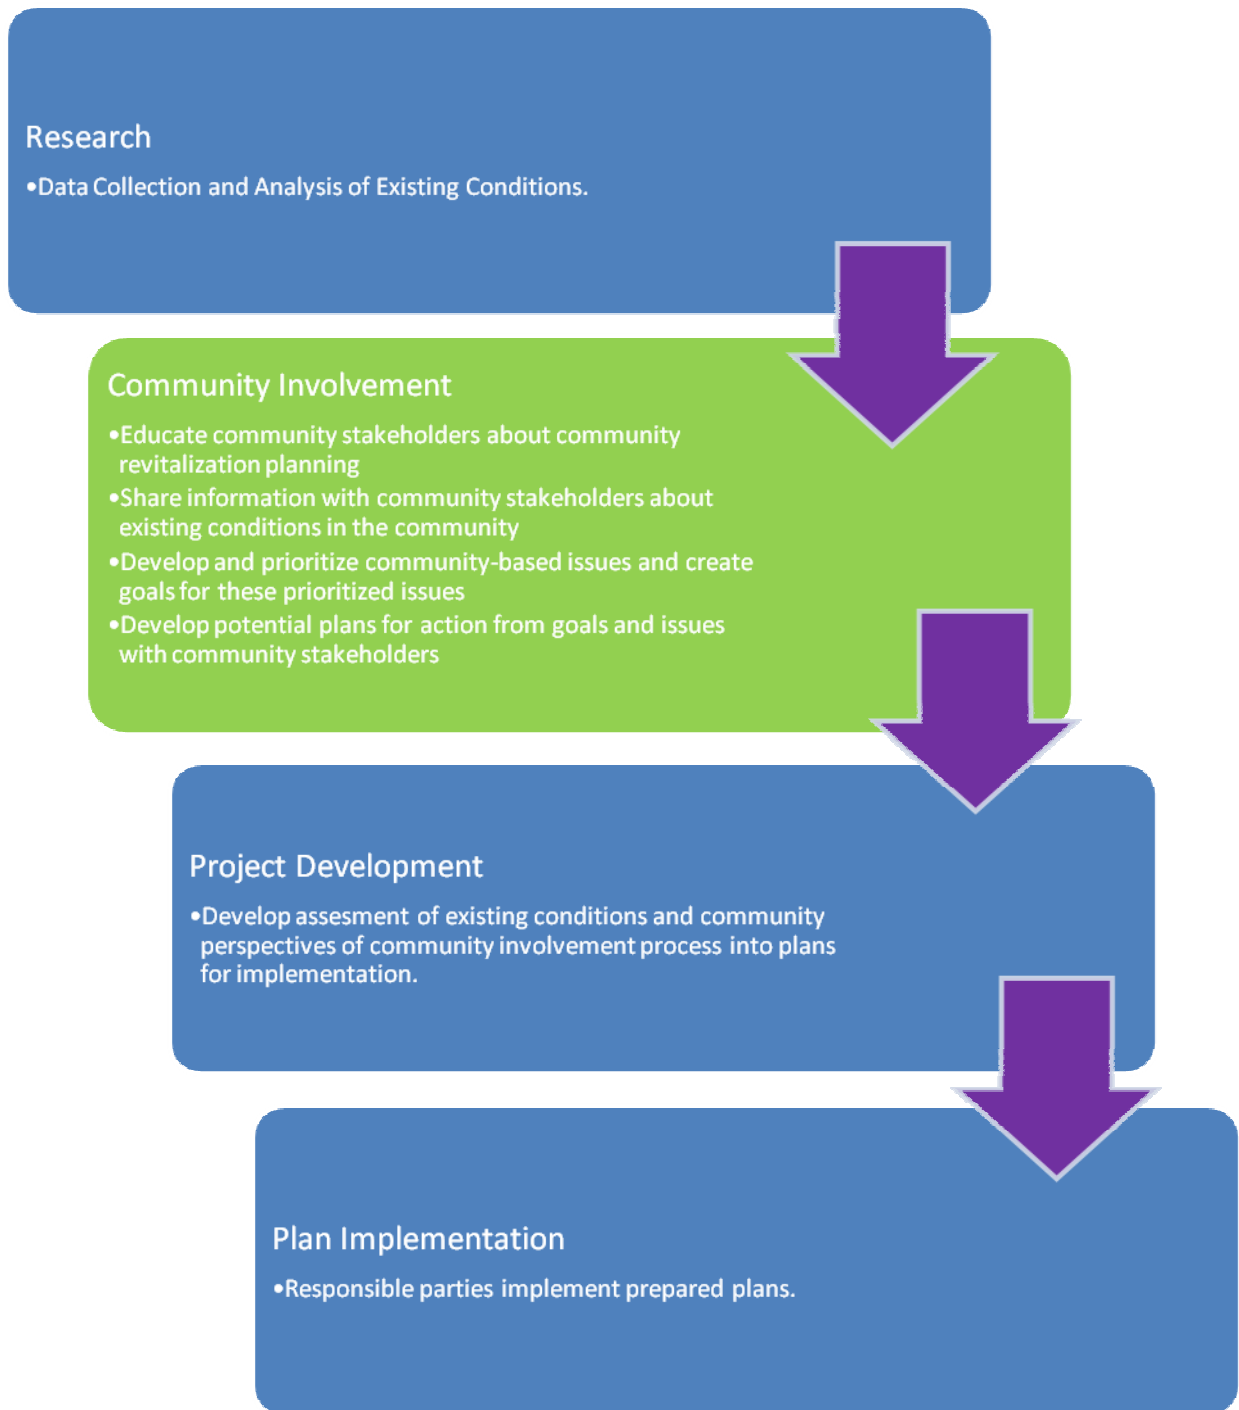 Research
•Data Collection and Analysis of Existing Conditions.
Community Involvement
•Educate community stakeholders about community
revitalization planning
•Share information with community stakeholders about
existing conditions in the community
•Develop and prioritize community-based issues and create
goals for these prioritized issues
•Develop potential plans for action from goals and issues
with community stakeholders
Project Development
•Develop assesment of existing conditions and community
perspectives of community involvement process into plans
for implementation.
Plan Implementation
•Responsible parties implement prepared plans.